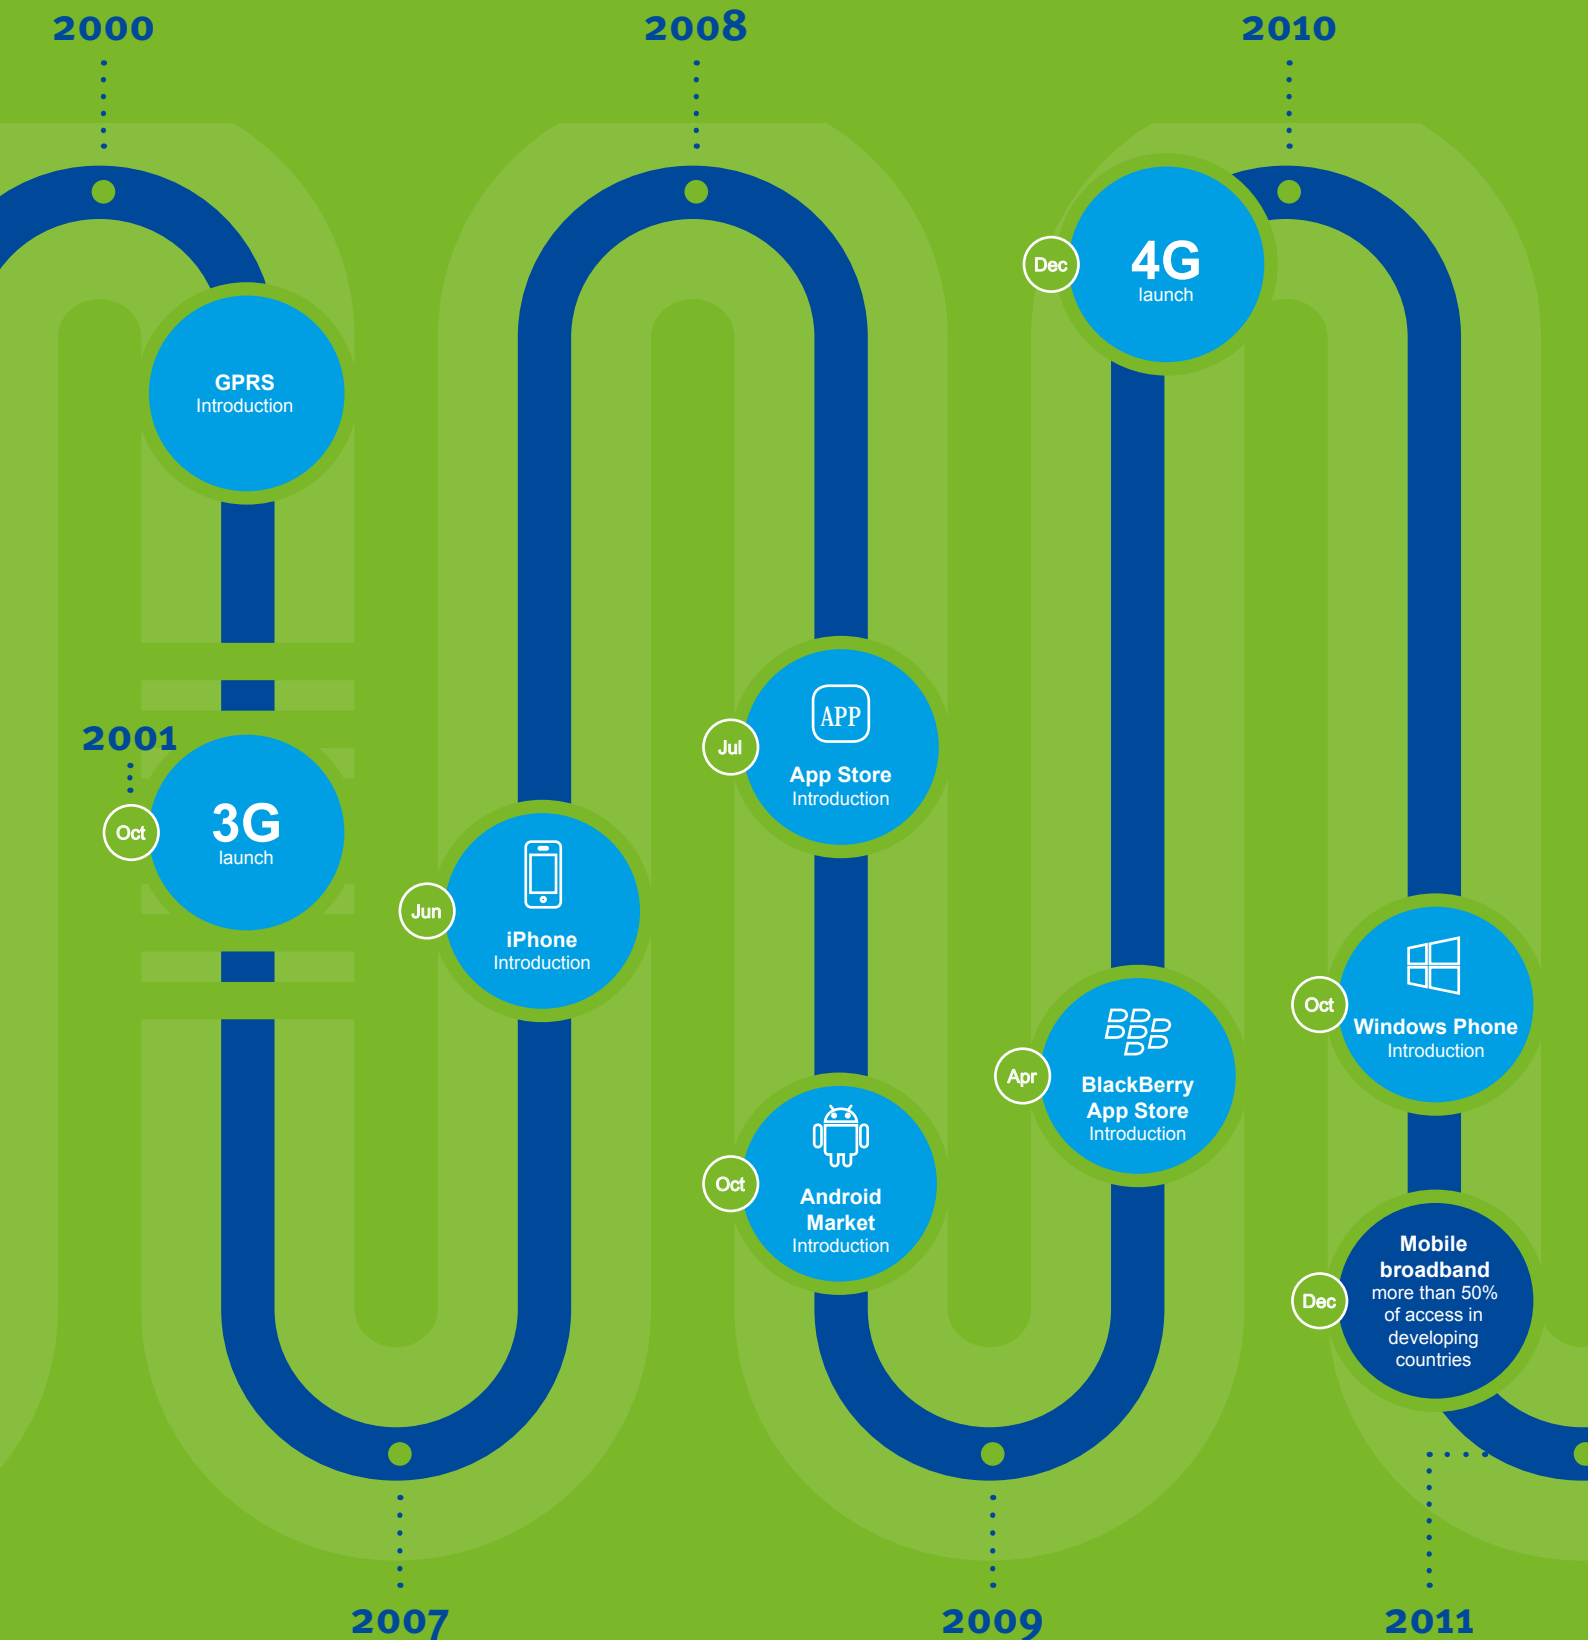 2000
2008
2010
GPRS
Introduction
2001
Oct
3G
launch
2007
Jun
iPhone
Introduction
Jul
APP
App Store
Introduction
Oct
Android
Market
Introduction
2009
Apr
BlackBerry
App Store
Introduction
Dec
4G
launch
Oct
Windows Phone
Introduction
Dec
Mobile
broadband
more than 50%
of access in
developing
countries
2011